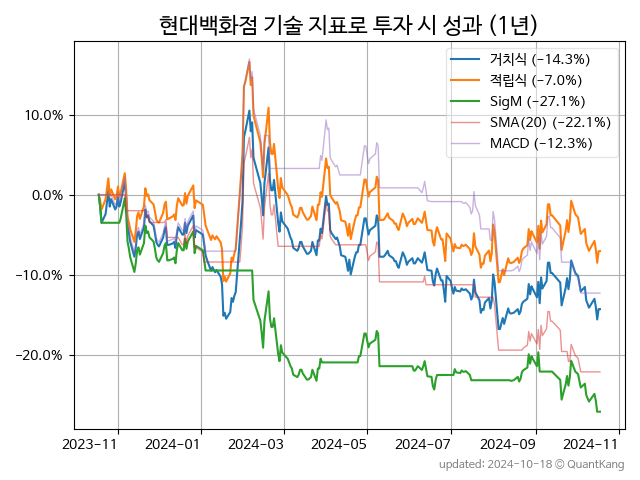 현대백화점 기술 지표로 투자 시 성과 (1년)
거치식 (−14.3%)
적립식 (−7.0%)
SigM (−27.1%)
SMA(20) (−22.1%)
MACD (−12.3%)
10.0%
0.0%
−10.0%
−20.0%
2023-11 2024-01 2024-03 2024-05 2024-07 2024-09 2024-11
updated: 2024-10-18 © QuantKang